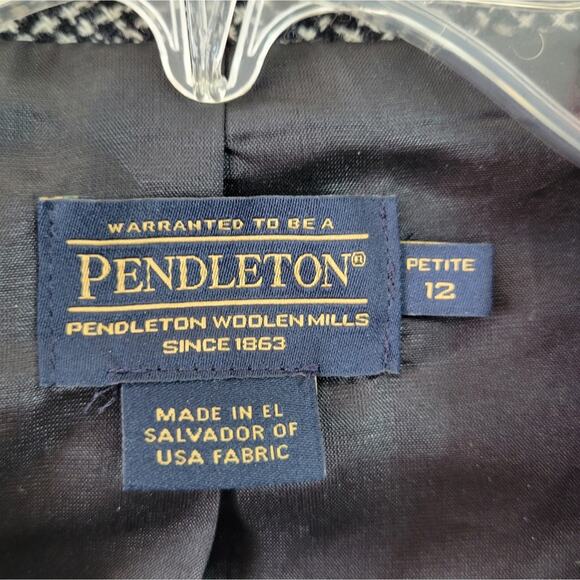 WARRANTED TO BE A
PENDLETON®
PENDLETON WOOLEN MILLS
SINCE 1863
PETITE
12
MADE IN EL
SALVADOR OF
USA FABRIC